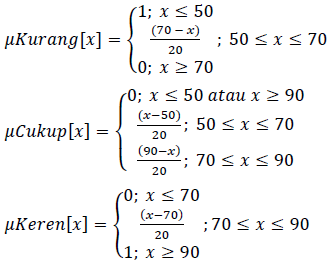 μKurang[x] = { 1; x ≤ 50
(70 − x)/20 ; 50 ≤ x ≤ 70
0; x ≥ 70
μCukup[x] = { 0; x ≤ 50 atau x ≥ 90
(x−50)/20; 50 ≤ x ≤ 70
(90−x)/20; 70 ≤ x ≤ 90
μKeren[x] = { 0; x ≤ 70
(x−70)/20 ; 70 ≤ x ≤ 90
1; x ≥ 90